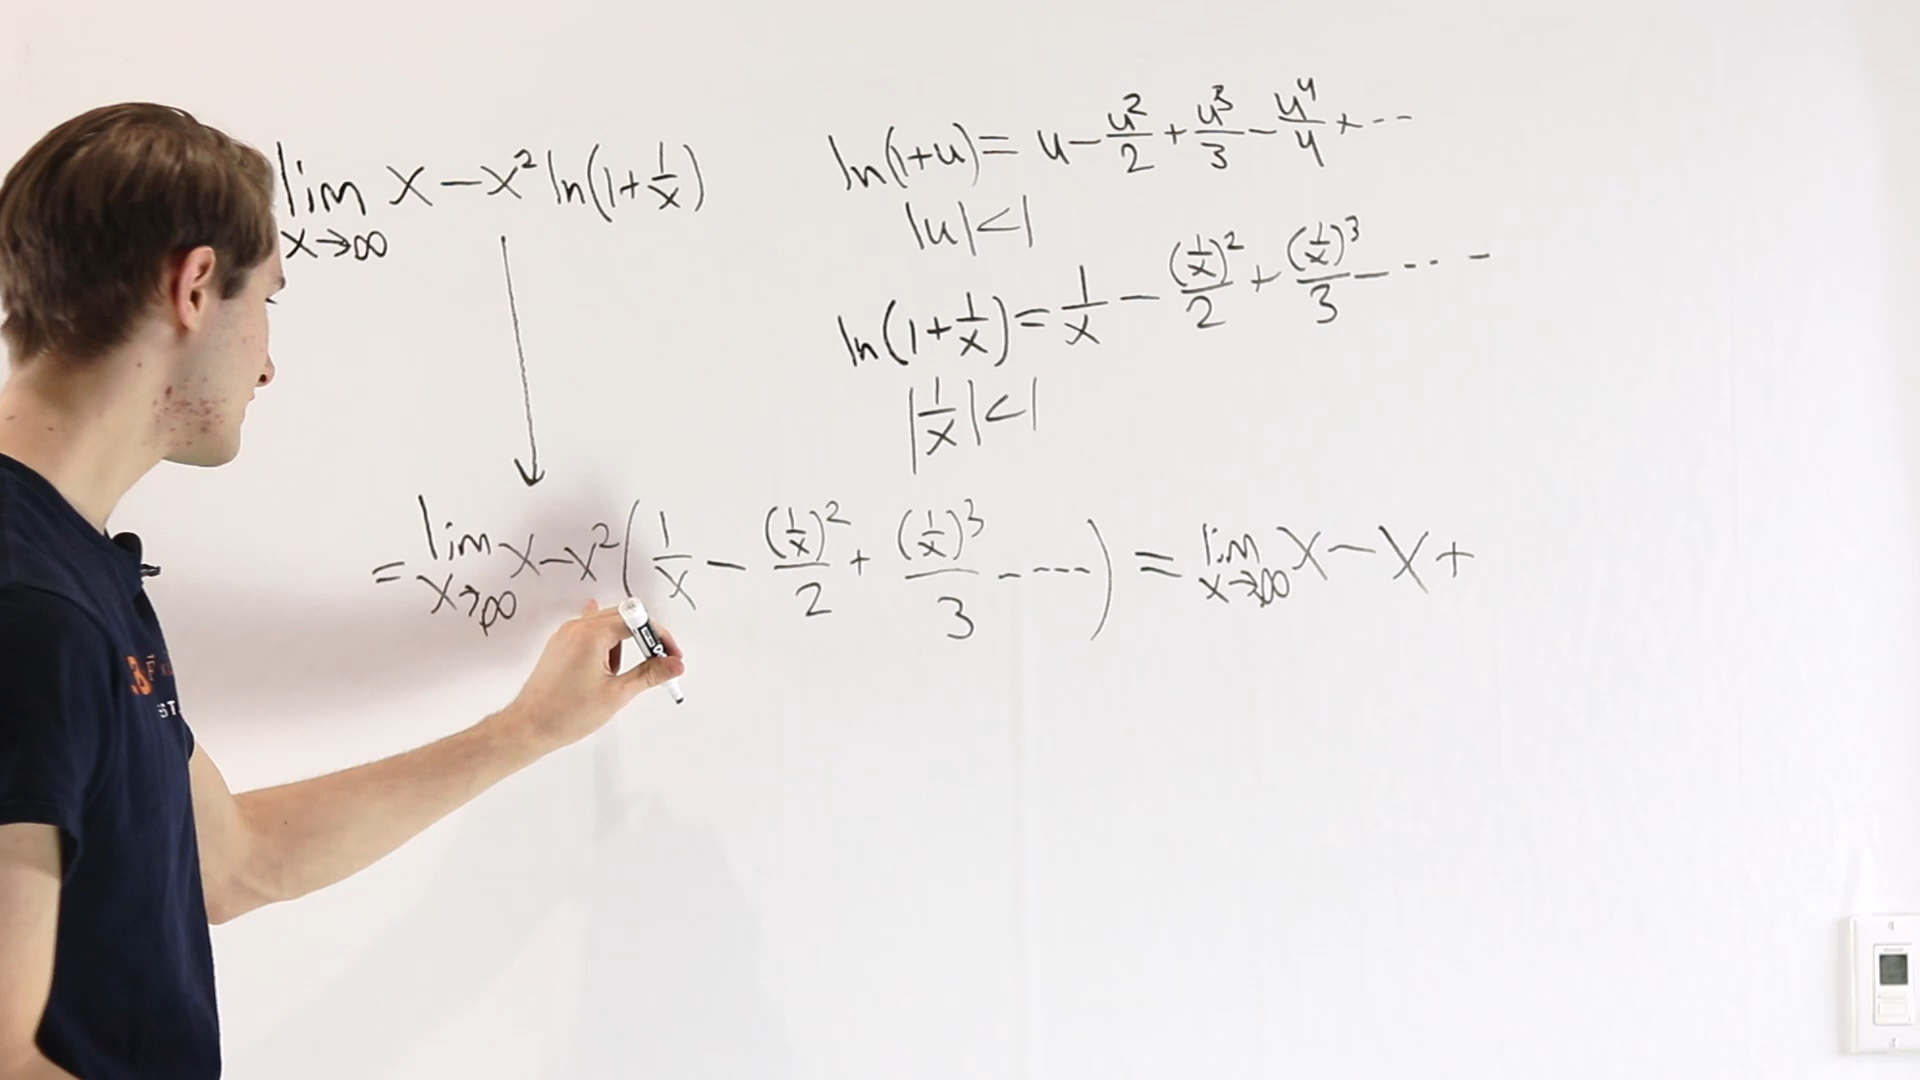 lim x→∞ x - x² ln(1+1/x)
ln(1+u) = u - u²/2 + u³/3 - u⁴/4 + ...
|u|<1
ln(1+1/x) = 1/x - (1/x)²/2 + (1/x)³/3 - ... -
|1/x|<1
= lim x→∞ x - x² (1/x - (1/x)²/2 + (1/x)³/3 - ----) = lim x→∞ x - x +